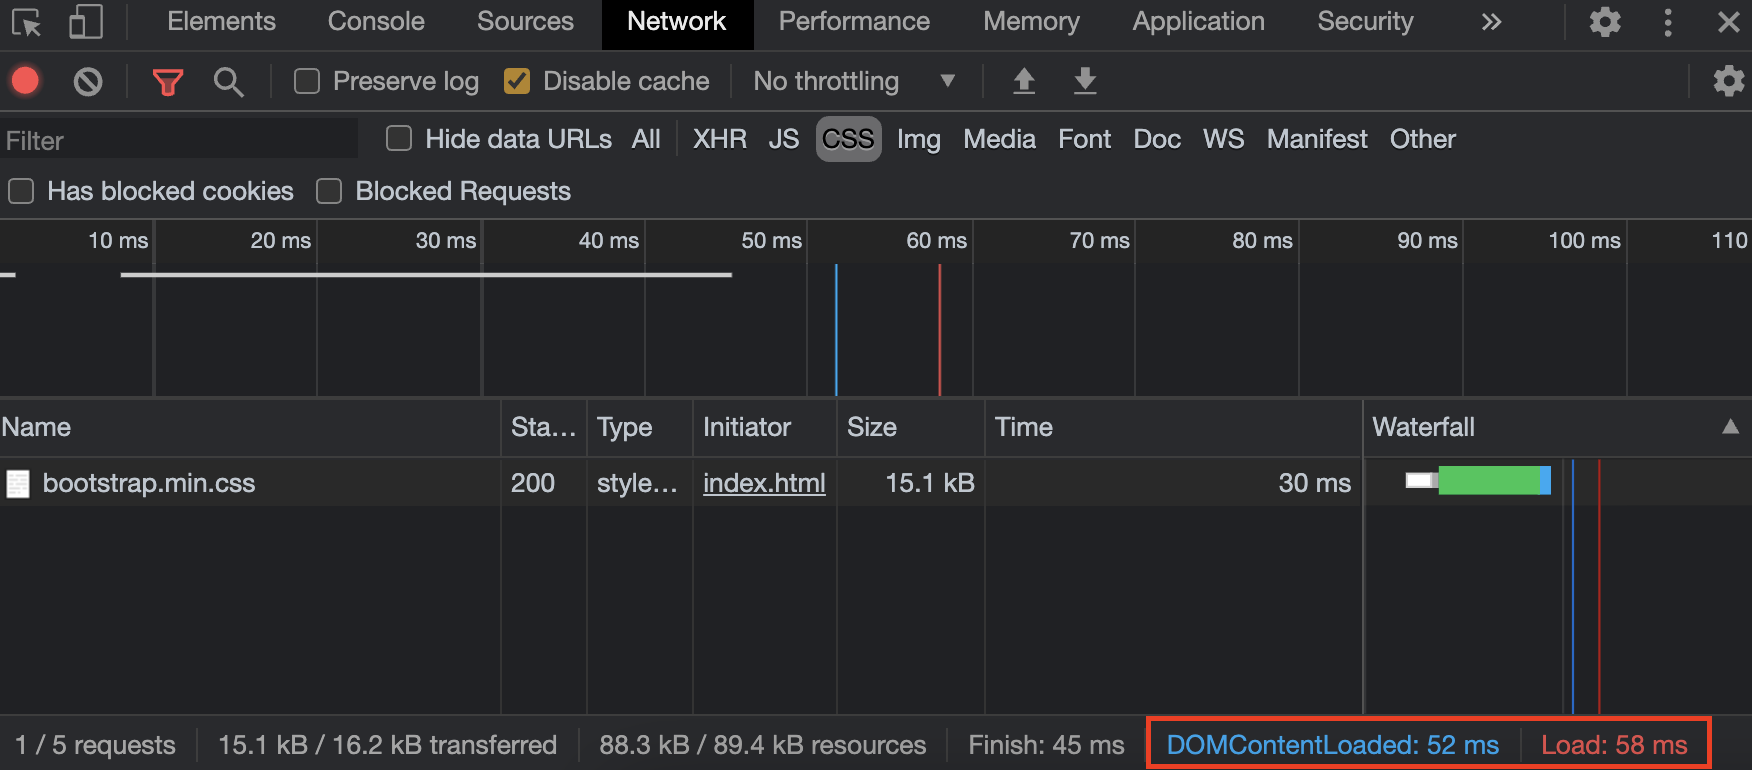 Elements Console Sources Network Performance Memory Application Security
Preserve log Disable cache No throttling
Filter Hide data URLs All XHR JS CSS Img Media Font Doc WS Manifest Other
Has blocked cookies Blocked Requests
10 ms 20 ms 30 ms 40 ms 50 ms 60 ms 70 ms 80 ms 90 ms 100 ms 110
Name Sta... Type Initiator Size Time Waterfall
bootstrap.min.css 200 style... index.html 15.1 kB 30 ms
1 / 5 requests 15.1 kB / 16.2 kB transferred 88.3 kB / 89.4 kB resources Finish: 45 ms DOMContentLoaded: 52 ms Load: 58 ms